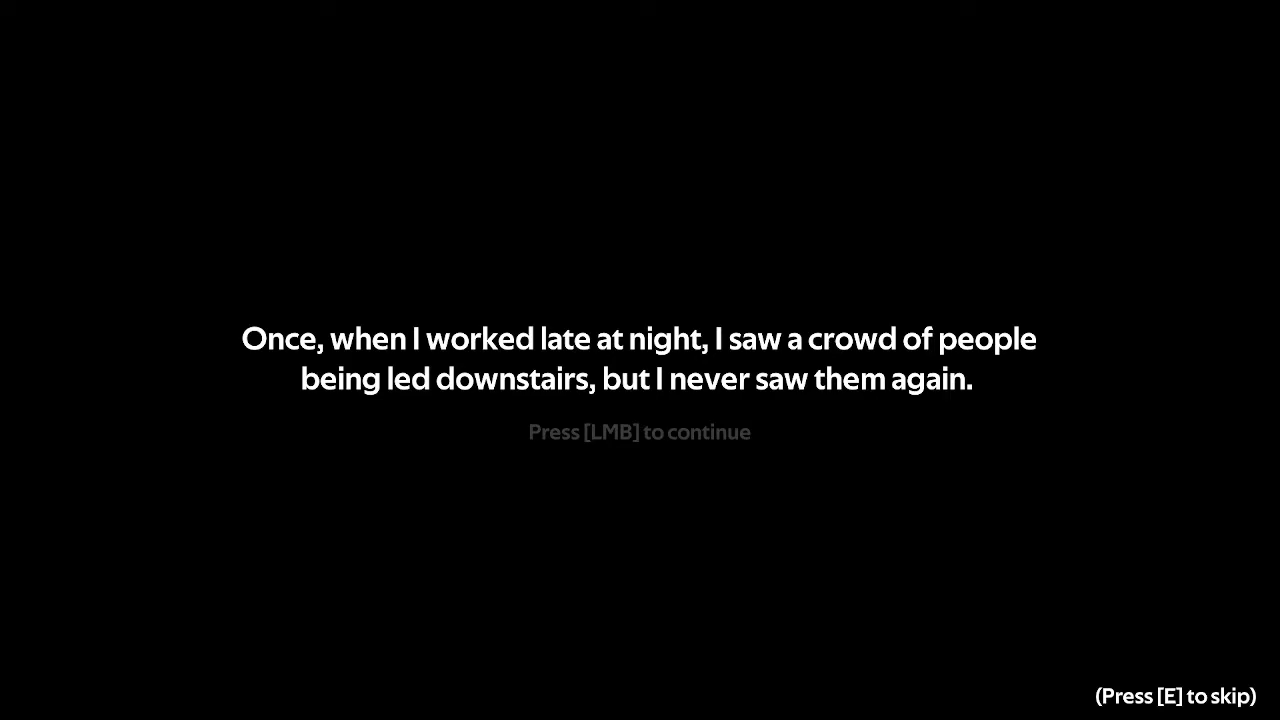 Once, when I worked late at night, I saw a crowd of people
being led downstairs, but I never saw them again.
Press [LMB] to continue
(Press [E] to skip)